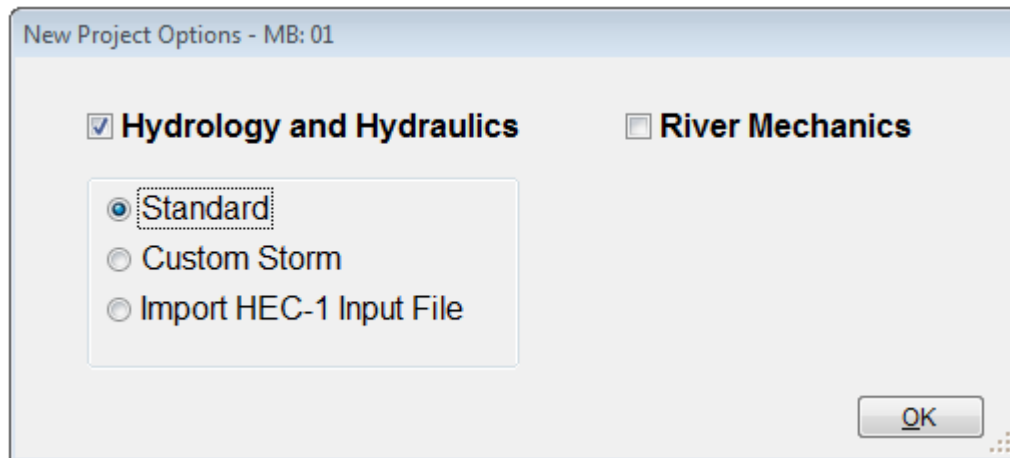 New Project Options - MB: 01
Hydrology and Hydraulics River Mechanics
Standard
Custom Storm
Import HEC-1 Input File
OK